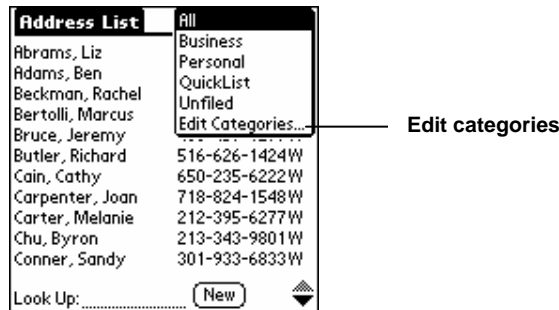 Address List All
Business
Personal
QuickList
Unfiled
Edit Categories...
Edit categories
Abrams, Liz
Adams, Ben
Beckman, Rachel
Bertolli, Marcus
Bruce, Jeremy
Butler, Richard 516-626-1424W
Cain, Cathy 650-235-6222W
Carpenter, Joan 718-824-1548W
Carter, Melanie 212-395-6277W
Chu, Byron 213-343-9801W
Conner, Sandy 301-933-6833W
Look Up: New